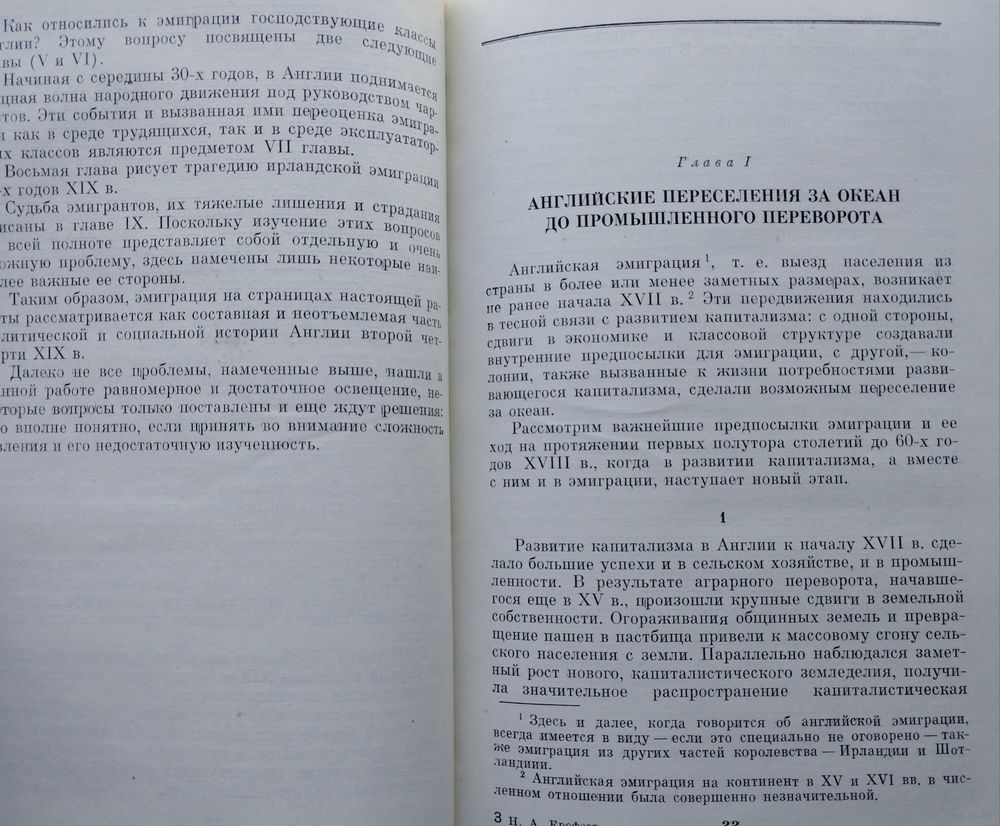 Как относились к эмиграции господствующие классы
глии? Этому вопросу посвящены две следующие
вы (V и VI).
Начиная с середины 30-х годов, в Англии поднимается
щная волна народного движения под руководством чар-
тов. Эти события и вызванная ими переоценка эмигра-
и как в среде трудящихся, так и в среде эксплуататор-
их классов являются предметом VII главы.
Восьмая глава рисует трагедию ирландской эмиграции
-х годов XIX в.
Судьба эмигрантов, их тяжелые лишения и страдания
исаны в главе IX. Поскольку изучение этих вопросов
всей полноте представляет собой отдельную и очень
ожную проблему, здесь намечены лишь некоторые наи-
лее важные ее стороны.
Таким образом, эмиграция на страницах настоящей ра-
ты рассматривается как составная и неотъемлемая часть
литической и социальной истории Англии второй чет-
рти XIX в.
Далеко не все проблемы, намеченные выше, нашли в
нной работе равномерное и достаточное освещение, не-
торые вопросы только поставлены и еще ждут решения:
о вполне понятно, если принять во внимание сложность
вления и его недостаточную изученность.
Глава I
АНГЛИЙСКИЕ ПЕРЕСЕЛЕНИЯ ЗА ОКЕАН
ДО ПРОМЫШЛЕННОГО ПЕРЕВОРОТА
Английская эмиграция 1, т. е. выезд населения из
страны в более или менее заметных размерах, возникает
не ранее начала XVII в. 2 Эти передвижения находились
в тесной связи с развитием капитализма: с одной стороны,
сдвиги в экономике и классовой структуре создавали
внутренние предпосылки для эмиграции, с другой,— ко-
лонии, также вызванные к жизни потребностями разви-
вающегося капитализма, сделали возможным переселение
за океан.
Рассмотрим важнейшие предпосылки эмиграции и ее
ход на протяжении первых полутора столетий до 60-х го-
дов XVIII в., когда в развитии капитализма, а вместе
с ним и в эмиграции, наступает новый этап.
1
Развитие капитализма в Англии к началу XVII в. сде-
лало большие успехи и в сельском хозяйстве, и в промыш-
ленности. В результате аграрного переворота, начавше-
гося еще в XV в., произошли крупные сдвиги в земельной
собственности. Огораживания общинных земель и превра-
щение пашен в пастбища привели к массовому сгону сель-
ского населения с земли. Параллельно наблюдался замет-
ный рост нового, капиталистического земледелия, получи-
ла значительное распространение капиталистическая
1 Здесь и далее, когда говорится об английской эмиграции,
всегда имеется в виду — если это специально не оговорено — так-
же эмиграция из других частей королевства — Ирландии и Шот-
ландиии.
2 Английская эмиграция на континент в XV и XVI вв. в чис-
ленном отношении была совершенно незначительной.
3 Н. А.
33